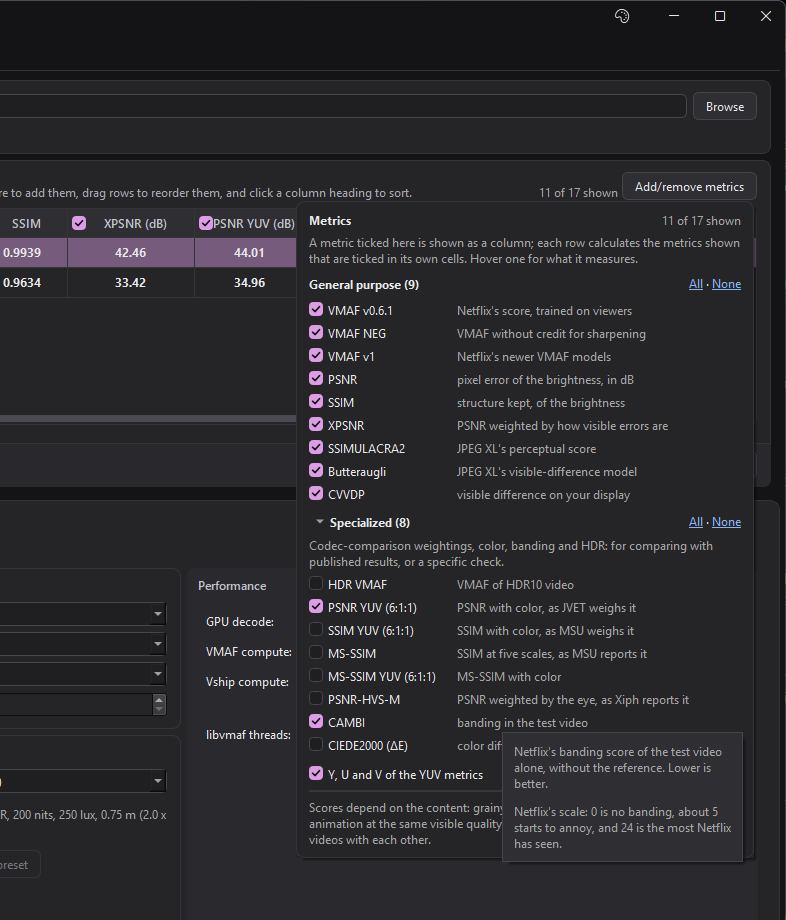 Browse
re to add them, drag rows to reorder them, and click a column heading to sort.
11 of 17 shown
Add/remove metrics
SSIM XPSNR (dB) PSNR YUV (dB)
0.9939 42.46 44.01
0.9634 33.42 34.96
Metrics 11 of 17 shown
A metric ticked here is shown as a column; each row calculates the metrics shown
that are ticked in its own cells. Hover one for what it measures.
General purpose (9) All · None
VMAF v0.6.1 Netflix's score, trained on viewers
VMAF NEG VMAF without credit for sharpening
VMAF v1 Netflix's newer VMAF models
PSNR pixel error of the brightness, in dB
SSIM structure kept, of the brightness
XPSNR PSNR weighted by how visible errors are
SSIMULACRA2 JPEG XL's perceptual score
Butteraugli JPEG XL's visible-difference model
CVVDP visible difference on your display
Specialized (8) All · None
Codec-comparison weightings, color, banding and HDR: for comparing with
published results, or a specific check.
HDR VMAF VMAF of HDR10 video
PSNR YUV (6:1:1) PSNR with color, as JVET weighs it
SSIM YUV (6:1:1) SSIM with color, as MSU weighs it
MS-SSIM SSIM at five scales, as MSU reports it
MS-SSIM YUV (6:1:1) MS-SSIM with color
PSNR-HVS-M PSNR weighted by the eye, as Xiph reports it
CAMBI banding in the test video
CIEDE2000 (ΔE) color dif
Y, U and V of the YUV metrics
Scores depend on the content: grainy
animation at the same visible quality
videos with each other.
Netflix's banding score of the test video
alone, without the reference. Lower is
better.
Netflix's scale: 0 is no banding, about 5
starts to annoy, and 24 is the most Netflix
has seen.
Performance
GPU decode:
VMAF compute:
Vship compute:
libvmaf threads:
)
R, 200 nits, 250 lux, 0.75 m (2.0 x
reset